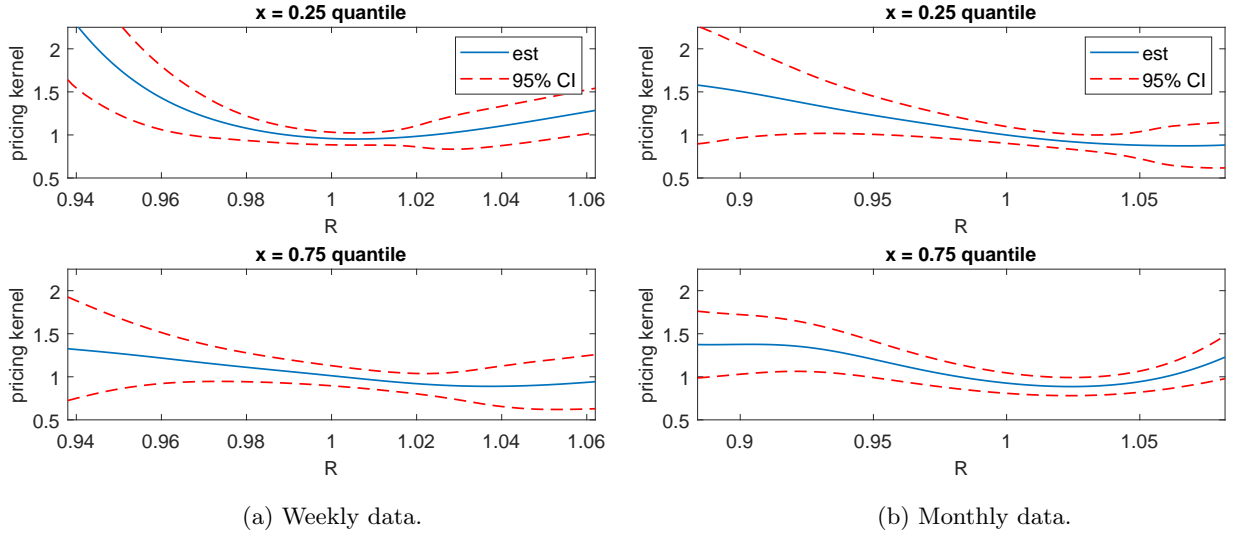 x = 0.25 quantile
pricing kernel
2
1.5
1
0.5
est
95% CI
0.94 0.96 0.98 1 1.02 1.04 1.06
R
x = 0.75 quantile
pricing kernel
2
1.5
1
0.5
0.94 0.96 0.98 1 1.02 1.04 1.06
R
(a) Weekly data.
x = 0.25 quantile
pricing kernel
2
1.5
1
0.5
est
95% CI
0.9 0.95 1 1.05
R
x = 0.75 quantile
pricing kernel
2
1.5
1
0.5
0.9 0.95 1 1.05
R
(b) Monthly data.